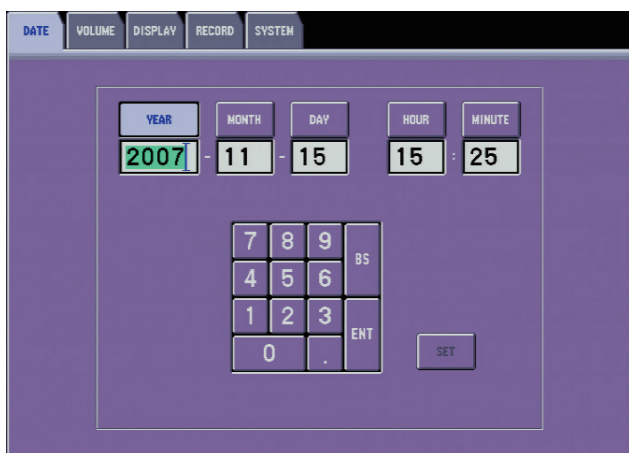 DATE VOLUME DISPLAY RECORD SYSTEM
YEAR MONTH DAY HOUR MINUTE
2007 - 11 - 15 15 : 25
7 8 9 BS
4 5 6
1 2 3 ENT
0 .
SET